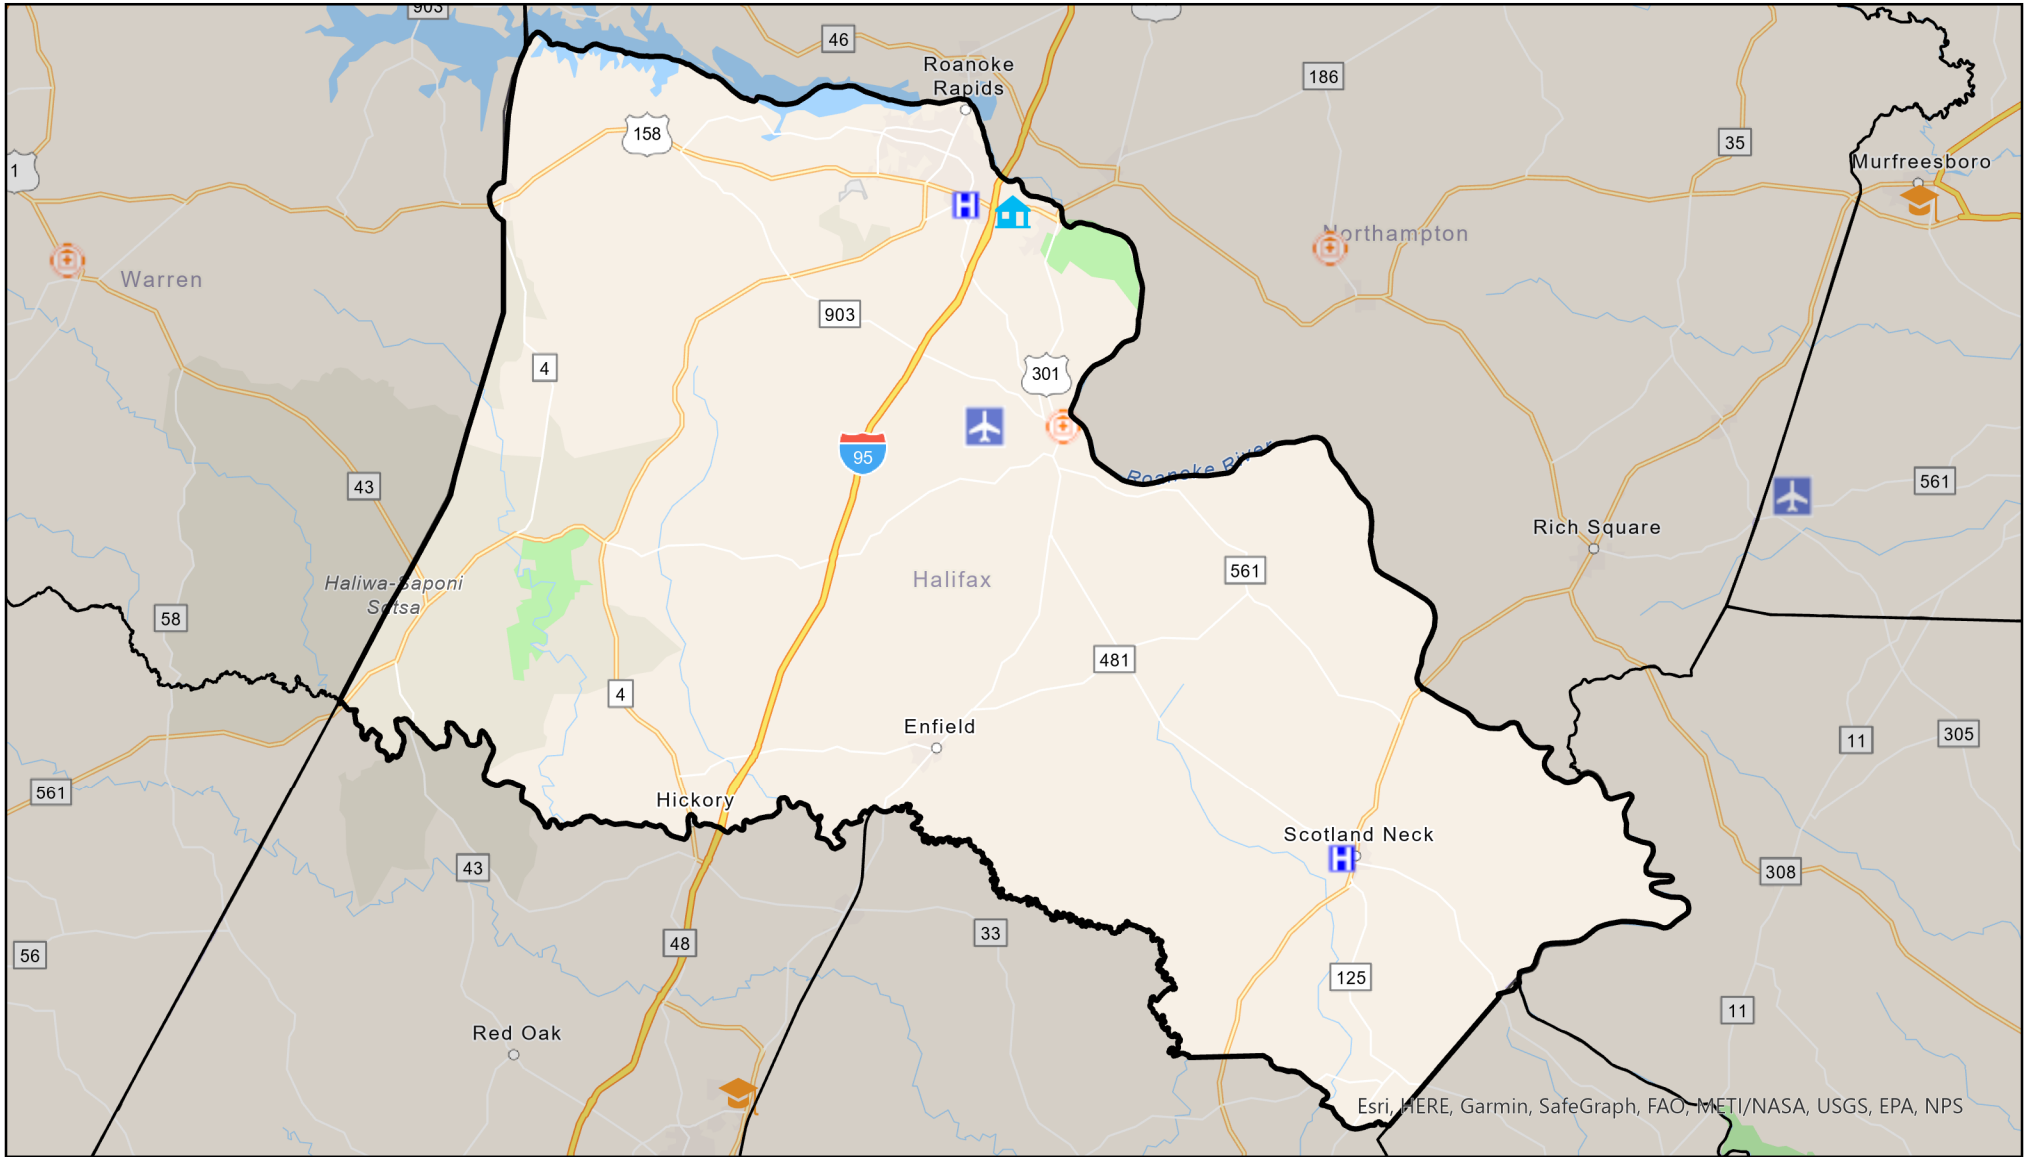 903
46
Roanoke
Rapids
186
158
35
1
Murfreesboro
H
Northampton
Warren
903
4
301
95
43
Roanoke River
561
Rich Square
Haliwa-Saponi
Sdtsa
Halifax
561
58
481
4
Enfield
11
305
561
Hickory
Scotland Neck
H
43
308
48
33
56
125
11
Red Oak
Esri, HERE, Garmin, SafeGraph, FAO, METI/NASA, USGS, EPA, NPS